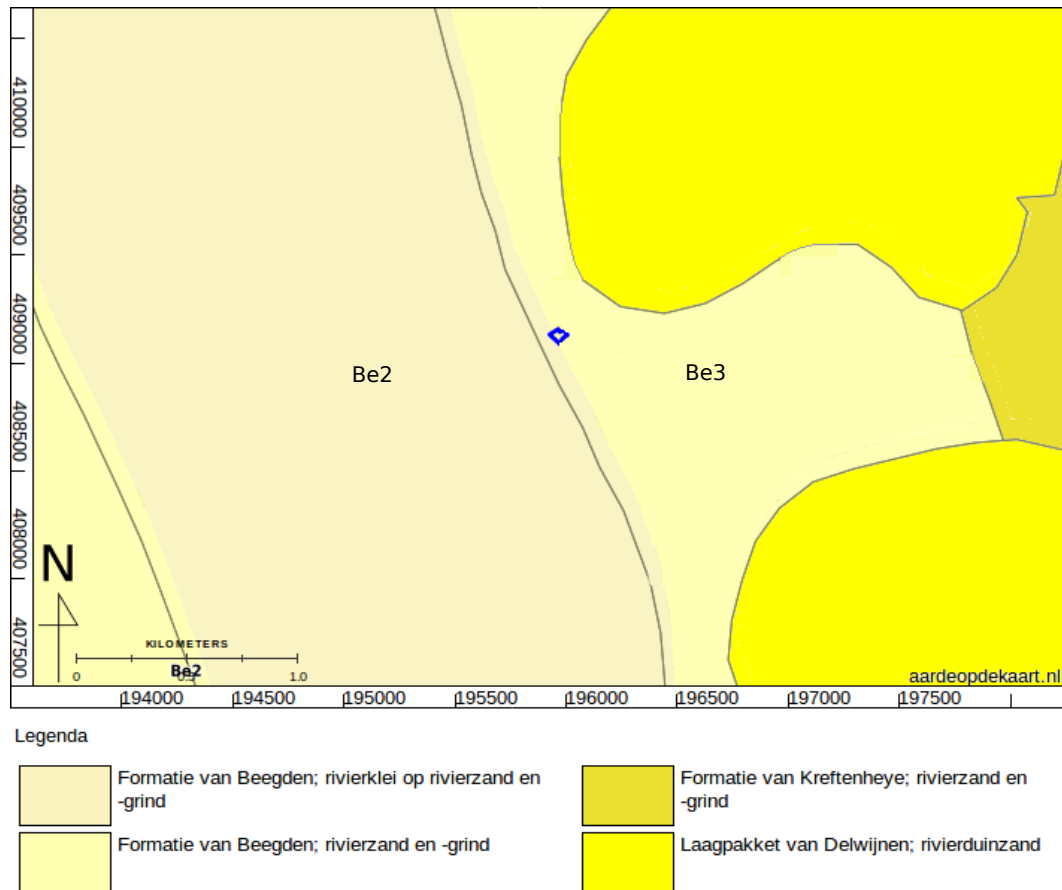 410000
409500
409000
408500
408000
407500
Be2
Be3
N
KILOMETERS
Be2
0 0.5 1.0
aardeopdekaart.nl
194000 194500 195000 195500 196000 196500 197000 197500
Legenda
Formatie van Beegden; rivierklei op rivierzand en
-grind
Formatie van Beegden; rivierzand en -grind
Formatie van Kreftenheye; rivierzand en
-grind
Laagpakket van Delwijnen; rivierduinzand